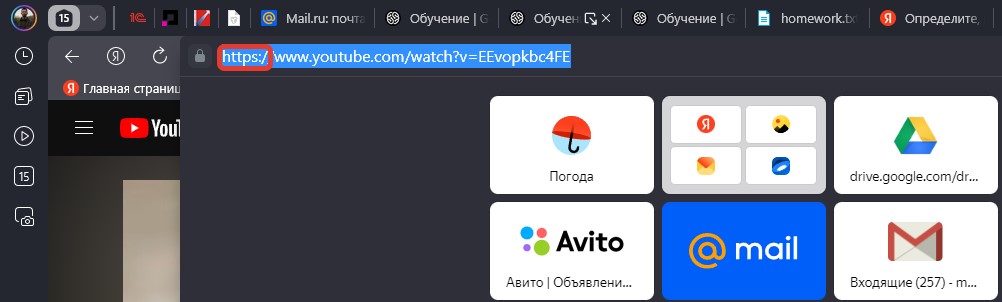 15 1С Mail.ru: почта Обучение | G Обучен Обучение | G homework.tx Определите,
https://www.youtube.com/watch?v=EEvopkbc4FE
Я Главная страниц
YouT
15
Погода
Я
drive.google.com/dr...
Avito
Авито | Объявлени...
@ mail
Входящие (257) - m...